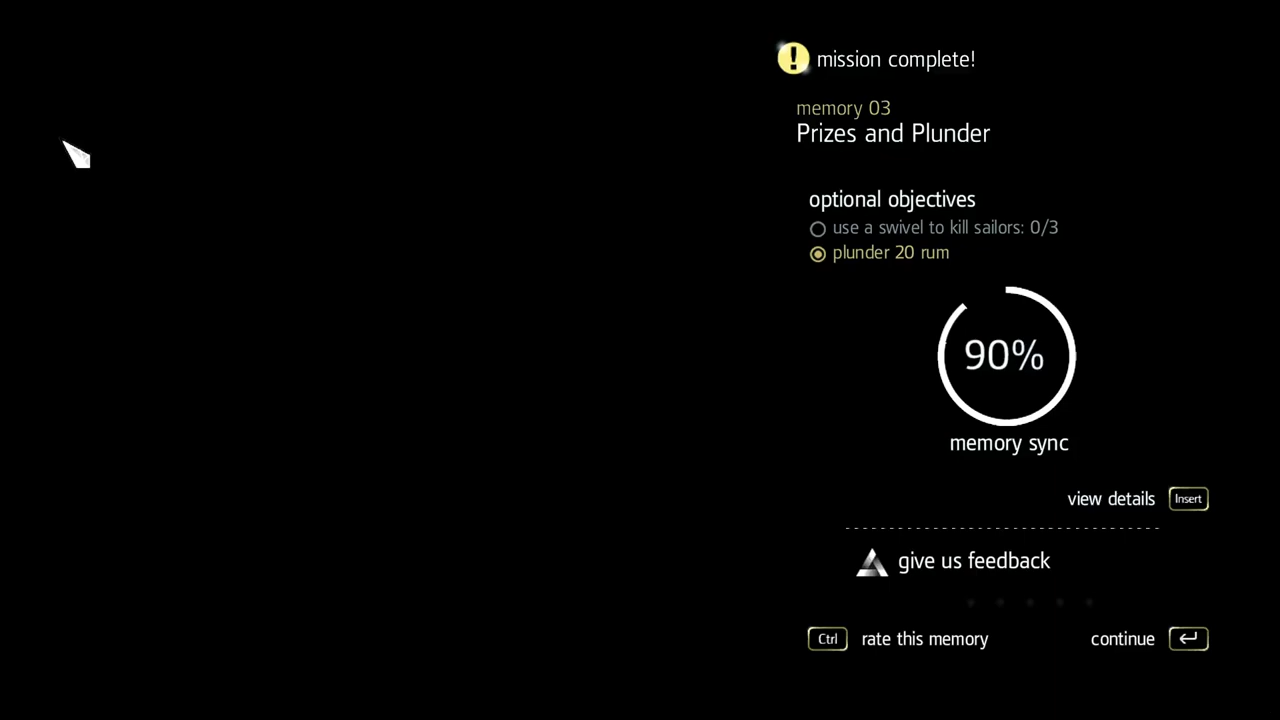 mission complete!
memory 03
Prizes and Plunder
optional objectives
use a swivel to kill sailors: 0/3
plunder 20 rum
90%
memory sync
view details Insert
give us feedback
Ctrl rate this memory continue